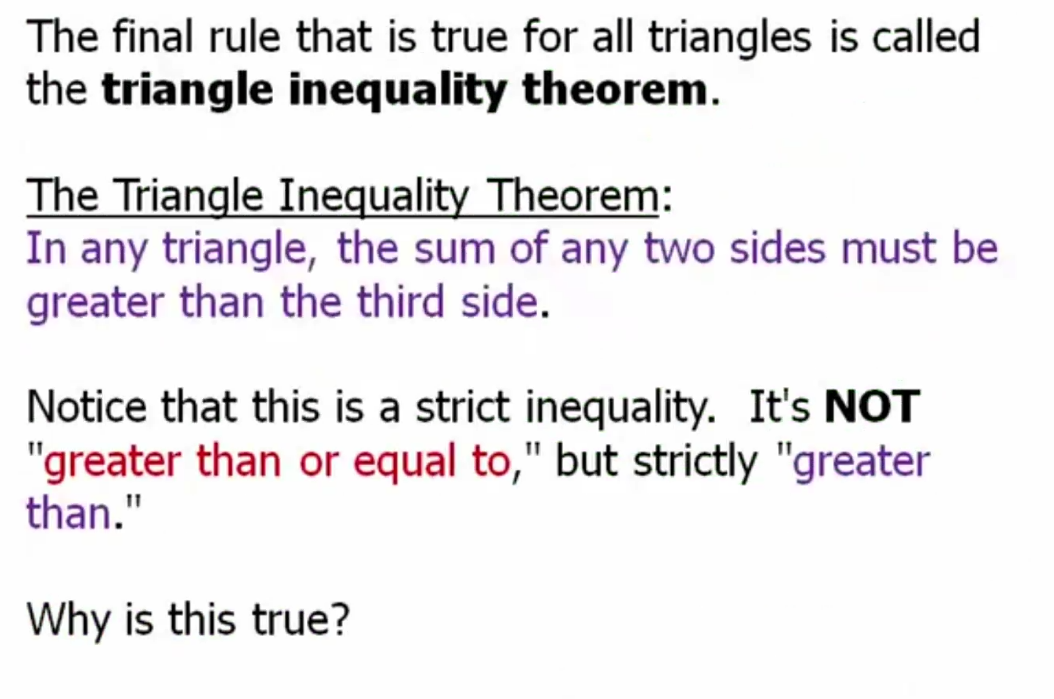 The final rule that is true for all triangles is called
the triangle inequality theorem.
The Triangle Inequality Theorem:
In any triangle, the sum of any two sides must be
greater than the third side.
Notice that this is a strict inequality.  It's NOT
"greater than or equal to," but strictly "greater
than."
Why is this true?